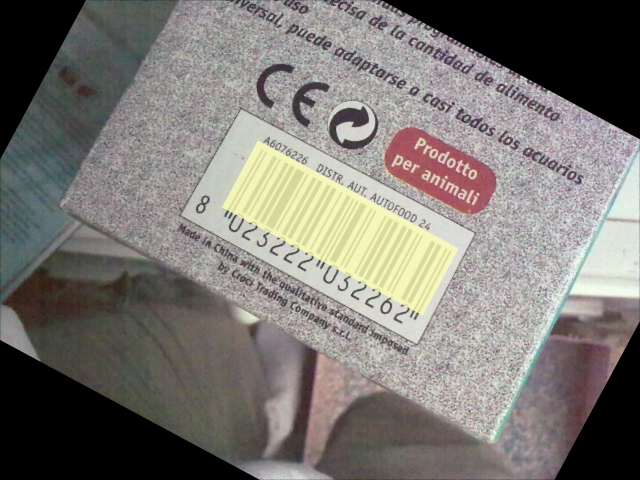 uso
precisa de la cantidad de alimento
universal, puede adaptarse a casi todos los acuarios
CE
Prodotto
per animali
A6076226 DISTR. AUT. AUTOFOOD 24
8 "023222"032262"
Made in China with the qualitative standard imposed
by Croci Trading Company s.r.l.